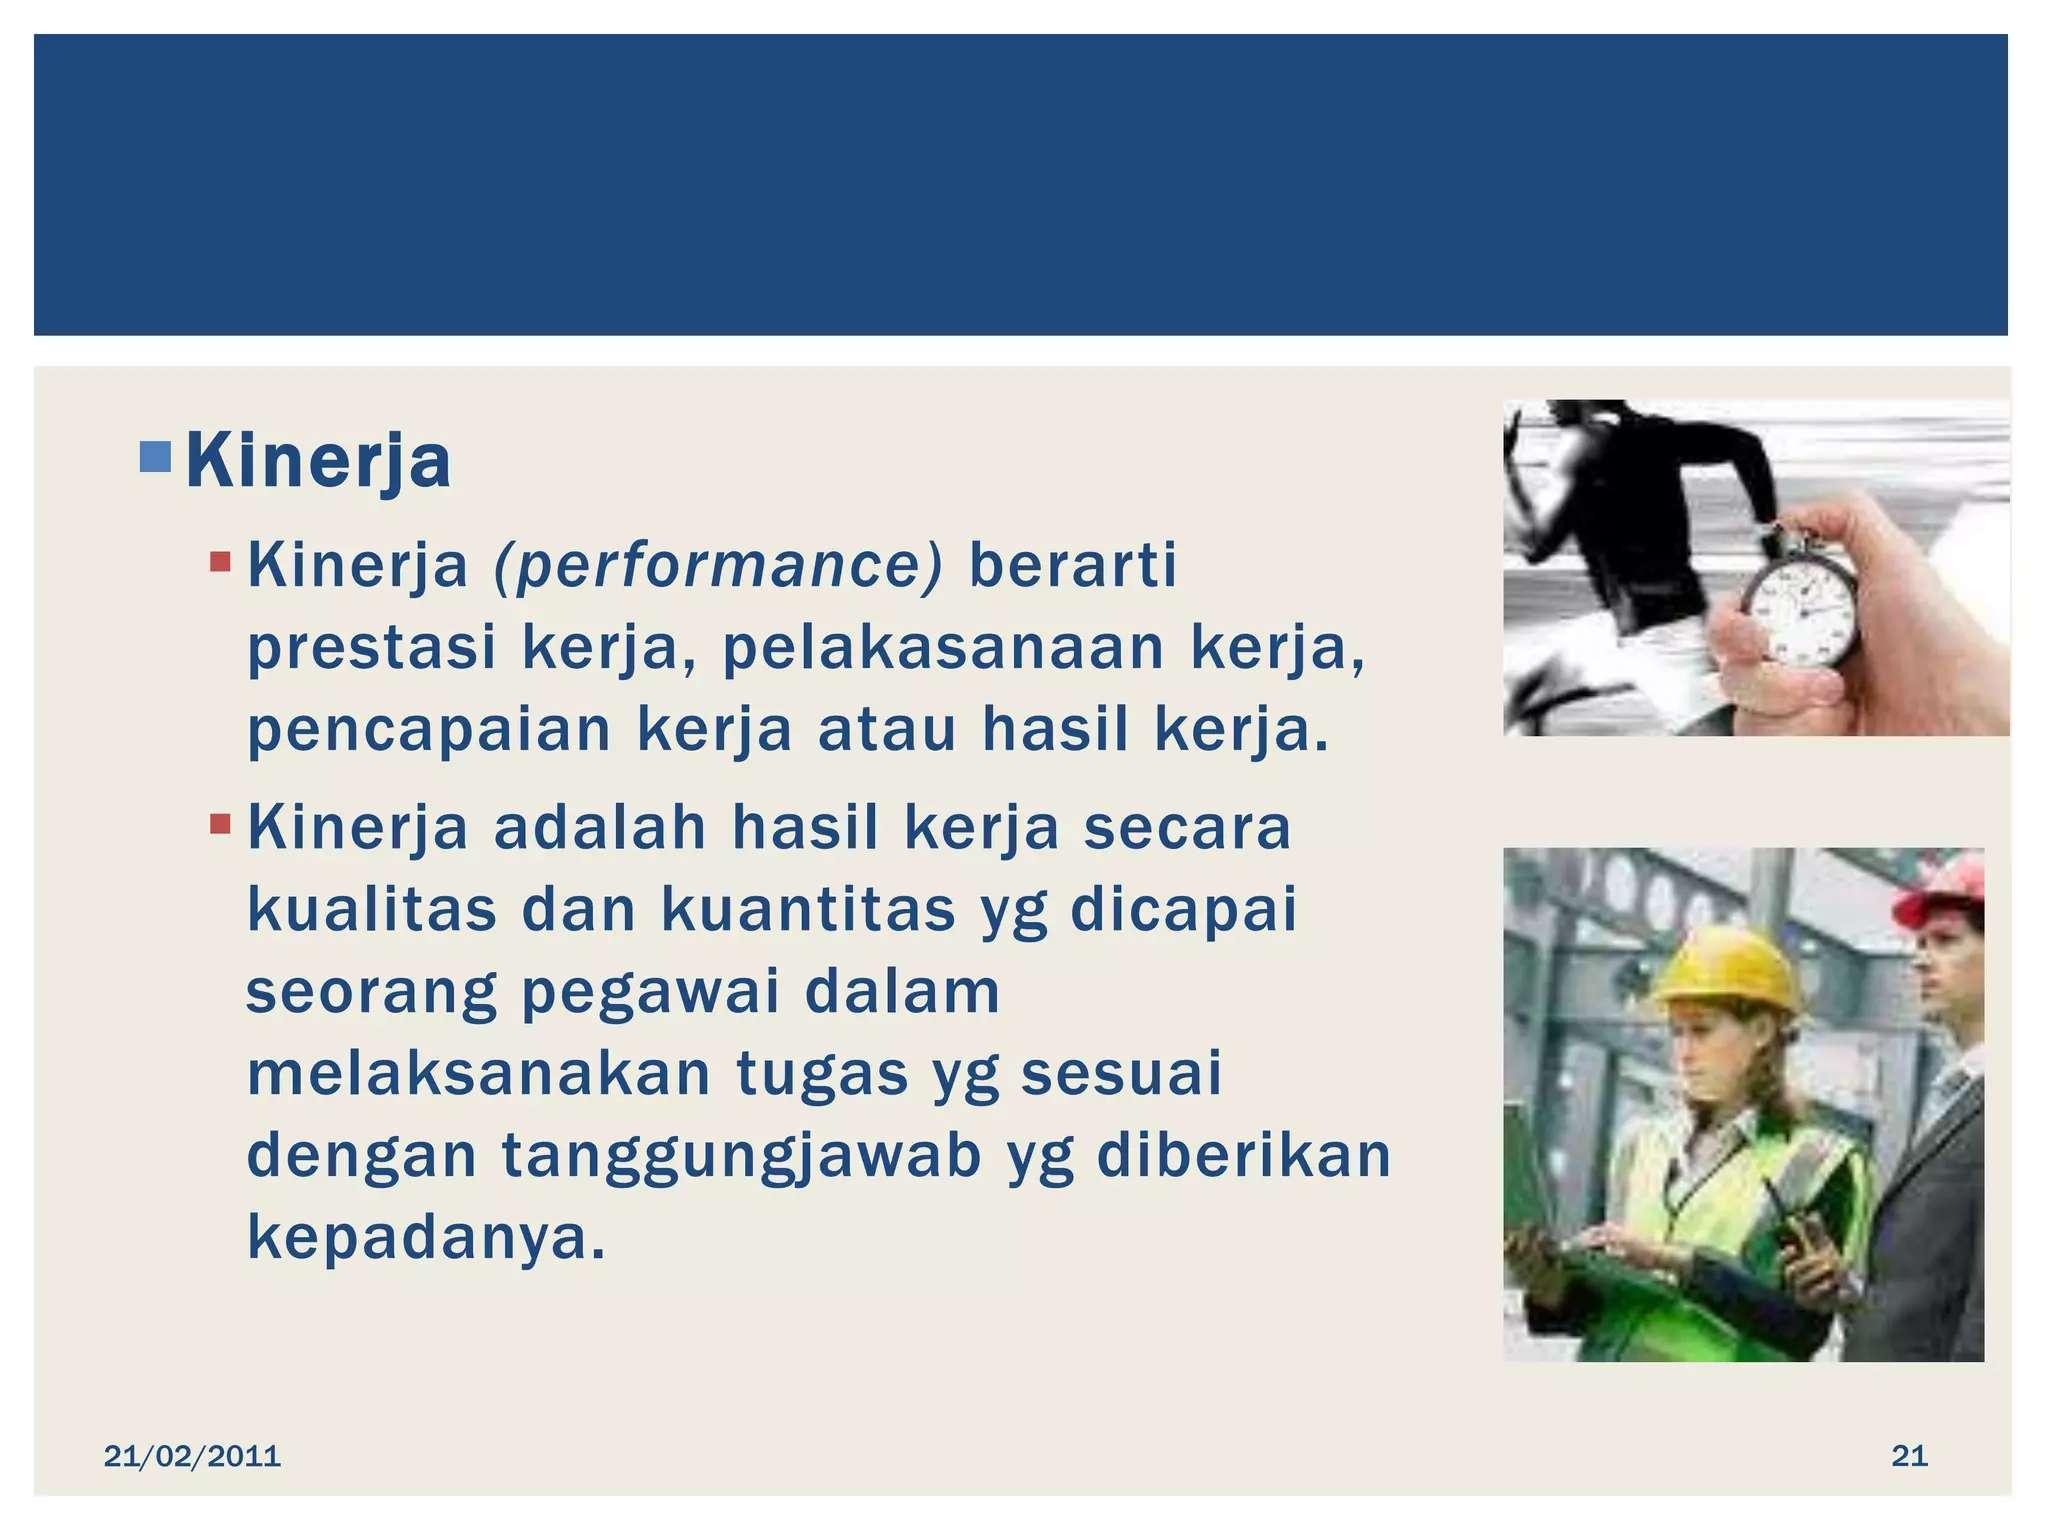 Kinerja
Kinerja (performance) berarti
prestasi kerja, pelakasanaan kerja,
pencapaian kerja atau hasil kerja.
Kinerja adalah hasil kerja secara
kualitas dan kuantitas yg dicapai
seorang pegawai dalam
melaksanakan tugas yg sesuai
dengan tanggungjawab yg diberikan
kepadanya.
21/02/2011
21